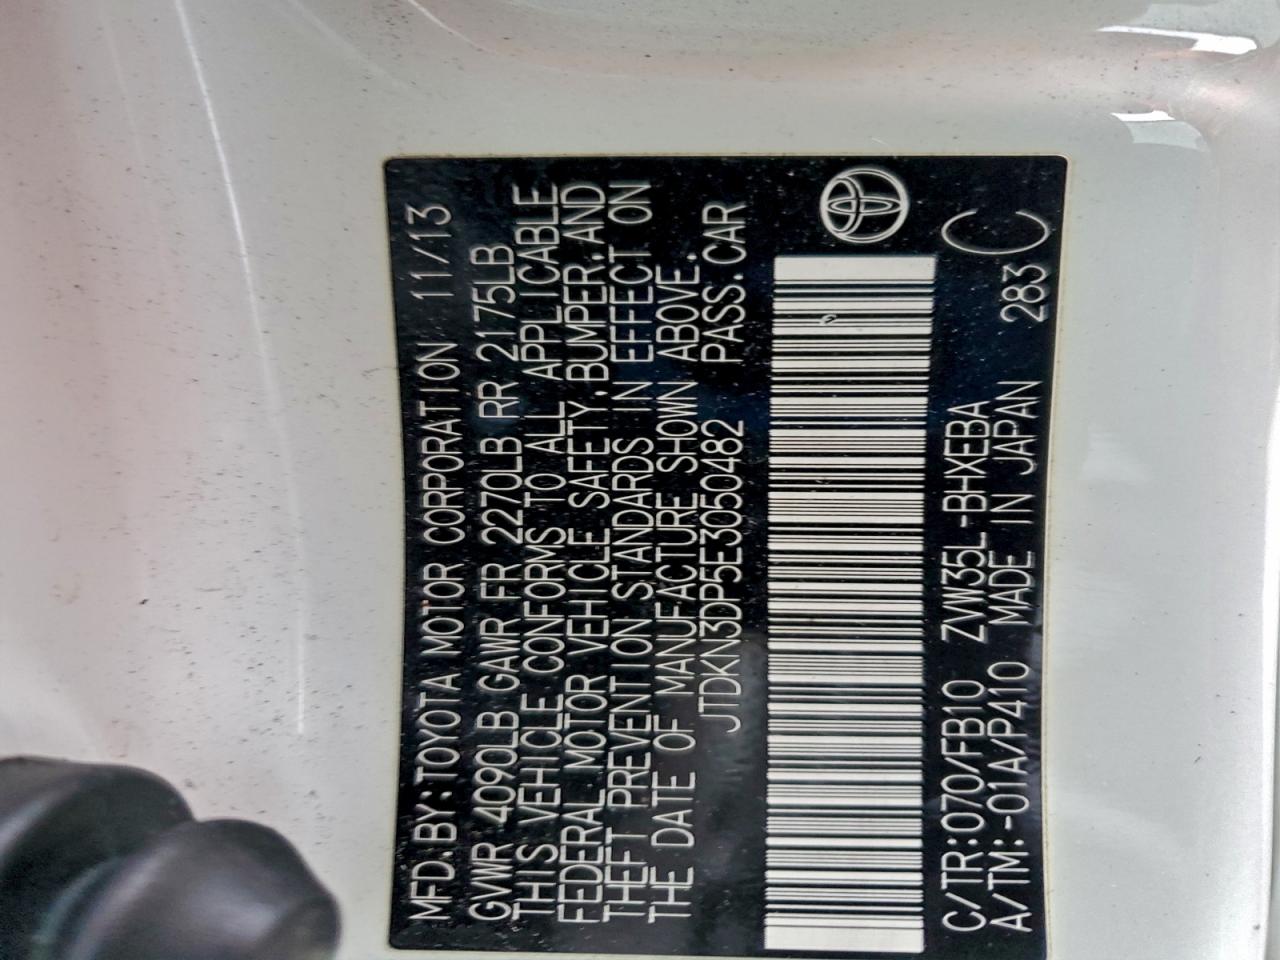 MFD.BY:TOYOTA MOTOR CORPORATION 11/13
GVWR 4090LB GAWR FR 2270LB RR 2175LB
THIS VEHICLE CONFORMS TO ALL APPLICABLE
FEDERAL MOTOR VEHICLE SAFETY,BUMPER,AND
THEFT PREVENTION STANDARDS IN EFFECT ON
THE DATE OF MANUFACTURE SHOWN ABOVE.
JTDKN3DP5E3050482 PASS.CAR
C/TR:070/FB10 ZVW35L-BHXEBA C
A/TM:-01A/P410 MADE IN JAPAN 283